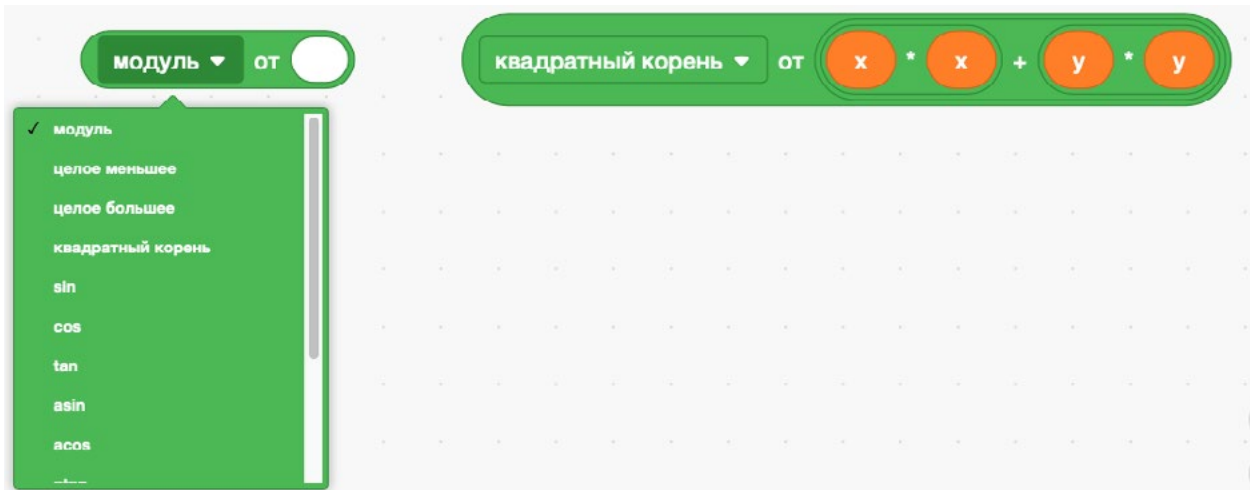 модуль от
квадратный корень от x * x + y * y
✓ модуль
целое меньшее
целое большее
квадратный корень
sin
cos
tan
asin
acos